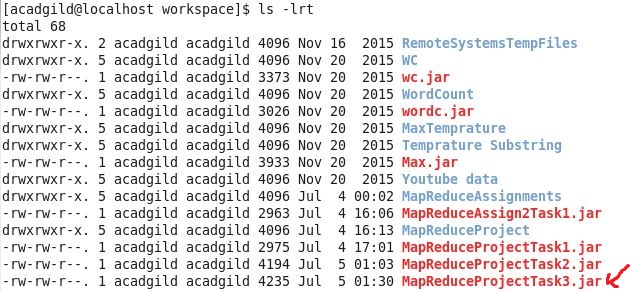 [acadgild@localhost workspace]$ ls -lrt
total 68
drwxrwxr-x. 2 acadgild acadgild 4096 Nov 16  2015 RemoteSystemsTempFiles
drwxrwxr-x. 5 acadgild acadgild 4096 Nov 20  2015 WC
-rw-rw-r--. 1 acadgild acadgild 3373 Nov 20  2015 wc.jar
drwxrwxr-x. 5 acadgild acadgild 4096 Nov 20  2015 WordCount
-rw-rw-r--. 1 acadgild acadgild 3026 Nov 20  2015 wordc.jar
drwxrwxr-x. 5 acadgild acadgild 4096 Nov 20  2015 MaxTemprature
drwxrwxr-x. 5 acadgild acadgild 4096 Nov 20  2015 Temprature Substring
-rw-rw-r--. 1 acadgild acadgild 3933 Nov 20  2015 Max.jar
drwxrwxr-x. 5 acadgild acadgild 4096 Nov 20  2015 Youtube data
drwxrwxr-x. 5 acadgild acadgild 4096 Jul  4 00:02 MapReduceAssignments
-rw-rw-r--. 1 acadgild acadgild 2963 Jul  4 16:06 MapReduceAssign2Task1.jar
drwxrwxr-x. 5 acadgild acadgild 4096 Jul  4 16:13 MapReduceProject
-rw-rw-r--. 1 acadgild acadgild 2975 Jul  4 17:01 MapReduceProjectTask1.jar
-rw-rw-r--. 1 acadgild acadgild 4194 Jul  5 01:03 MapReduceProjectTask2.jar
-rw-rw-r--. 1 acadgild acadgild 4235 Jul  5 01:30 MapReduceProjectTask3.jar